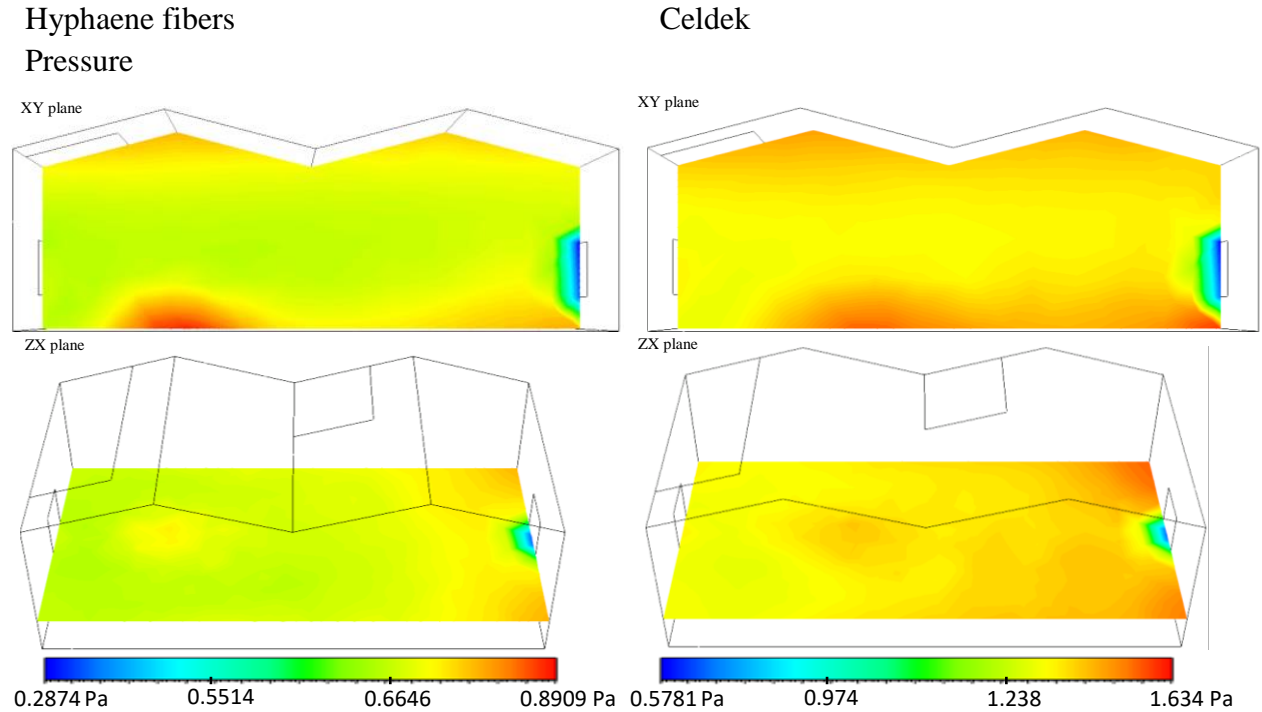 Hyphaene fibers
Celdek
Pressure
XY plane
XY plane
ZX plane
ZX plane
0.2874 Pa 0.5514 0.6646 0.8909 Pa
0.5781 Pa 0.974 1.238 1.634 Pa